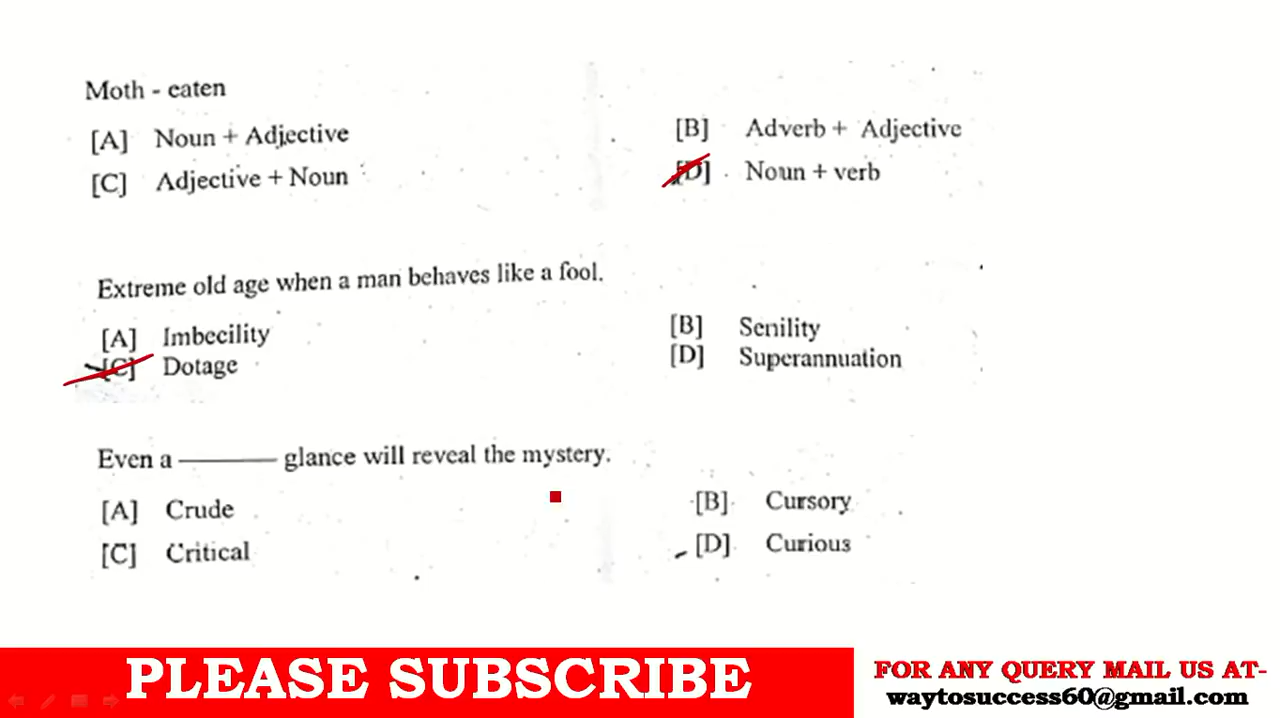 Moth - eaten
[A] Noun + Adjective
[B] Adverb + Adjective
[C] Adjective + Noun
[D] Noun + verb
Extreme old age when a man behaves like a fool.
[A] Imbecility
[B] Senility
[C] Dotage
[D] Superannuation
Even a ——— glance will reveal the mystery.
[A] Crude
[B] Cursory
[C] Critical
[D] Curious
PLEASE SUBSCRIBE
FOR ANY QUERY MAIL US AT-
waytosuccess60@gmail.com